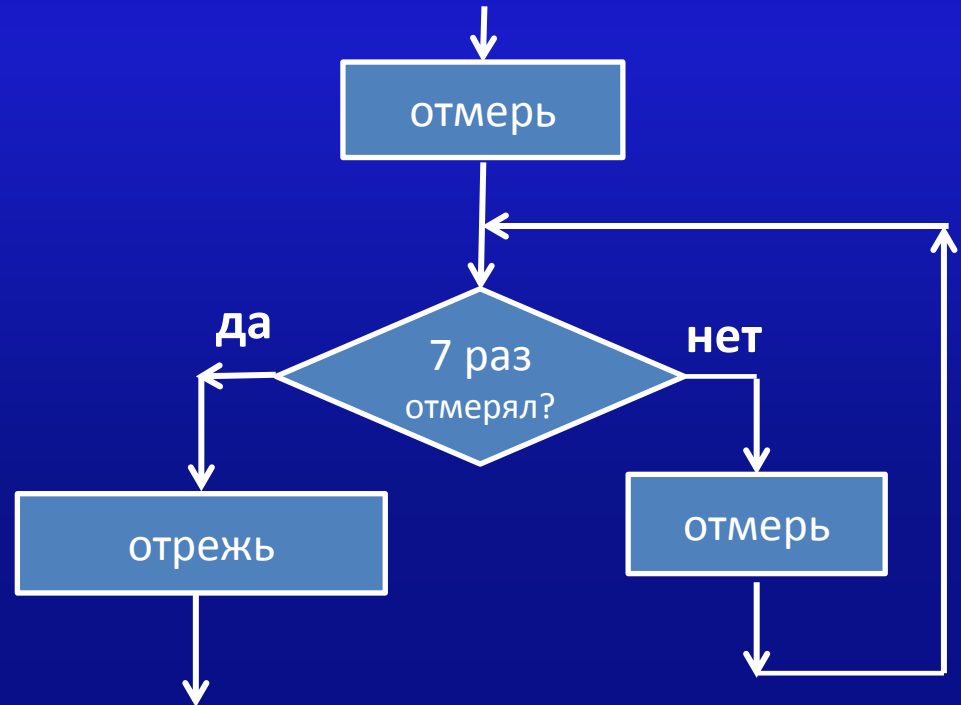 отмерь
да
нет
7 раз
отмерял?
отрежь
отмерь